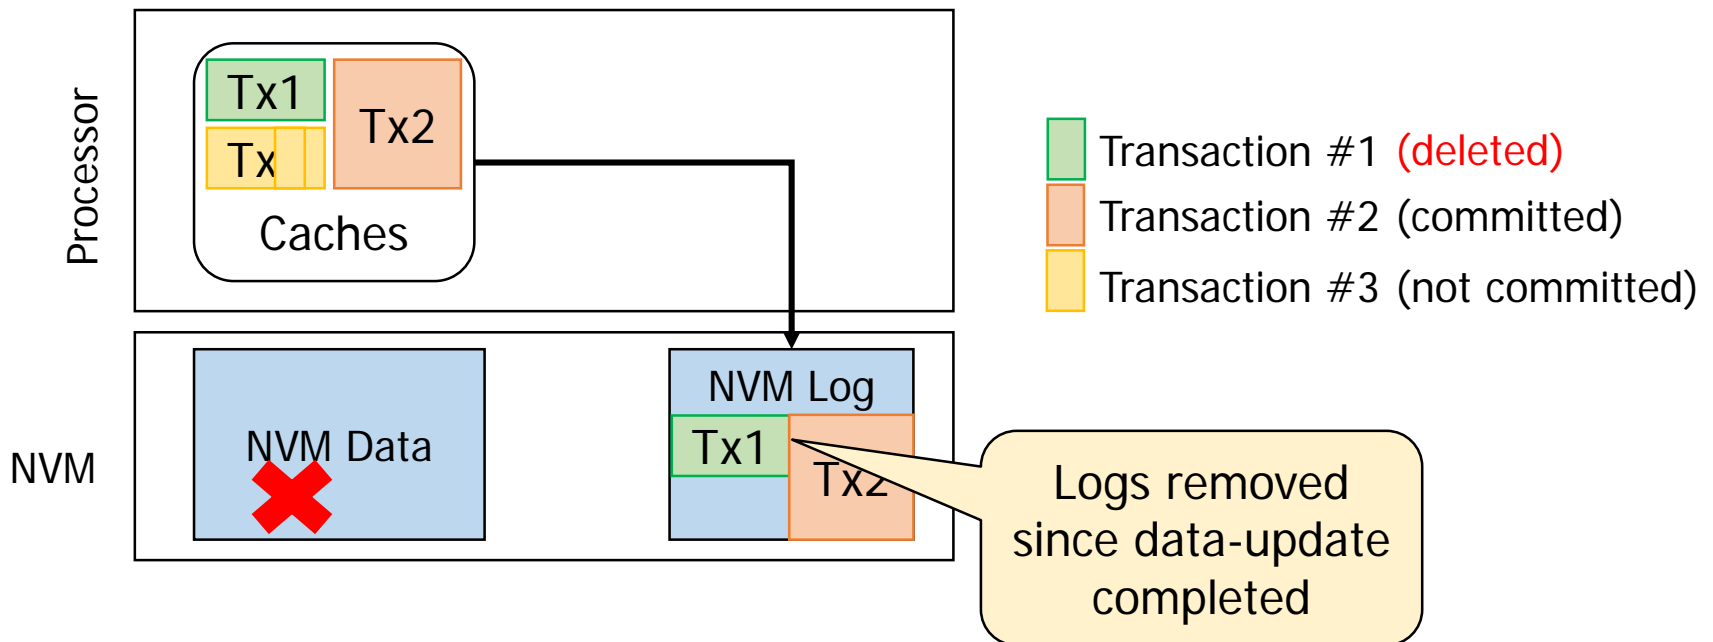 Processor
Tx1
Tx2
Tx
Caches
Transaction #1 (deleted)
Transaction #2 (committed)
Transaction #3 (not committed)
NVM
NVM Data
NVM Log
Tx1
Tx2
Logs removed
since data-update
completed